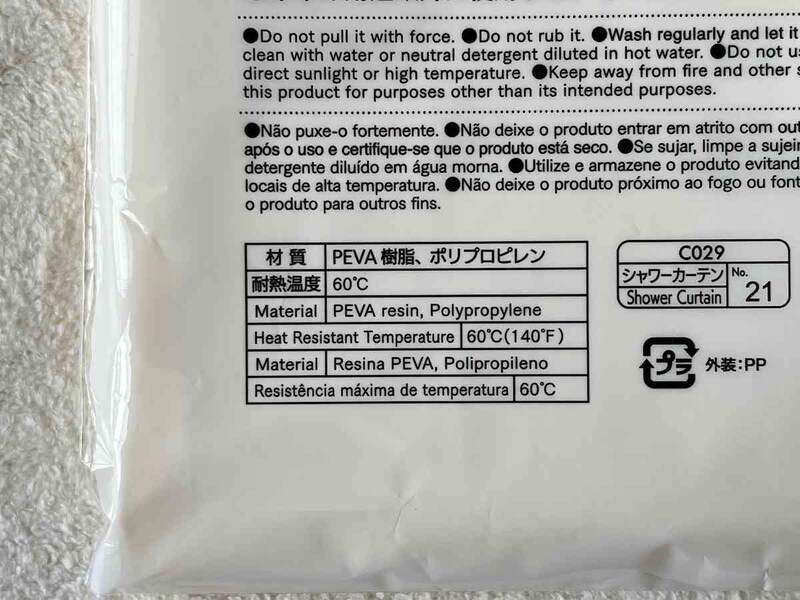 ●Do not pull it with force. ●Do not rub it. ●Wash regularly and let it
clean with water or neutral detergent diluted in hot water. ●Do not
direct sunlight or high temperature. ●Keep away from fire and other
this product for purposes other than its intended purposes.
●Não puxe-o fortemente. ●Não deixe o produto entrar em atrito com
após o uso e certifique-se que o produto está seco. ●Se sujar, limpe a
detergente diluído em água morna. ●Utilize e armazene o produto
locais de alta temperatura. ●Não deixe o produto próximo ao fogo ou
o produto para outros fins.
材質 PEVA樹脂、ポリプロピレン
耐熱温度 60℃
Material PEVA resin, Polypropylene
Heat Resistant Temperature 60℃(140℉)
Material Resina PEVA, Polipropileno
Resistência máxima de temperatura 60℃
C029
シャワーカーテン No.
Shower Curtain 21
プラ 外装:PP